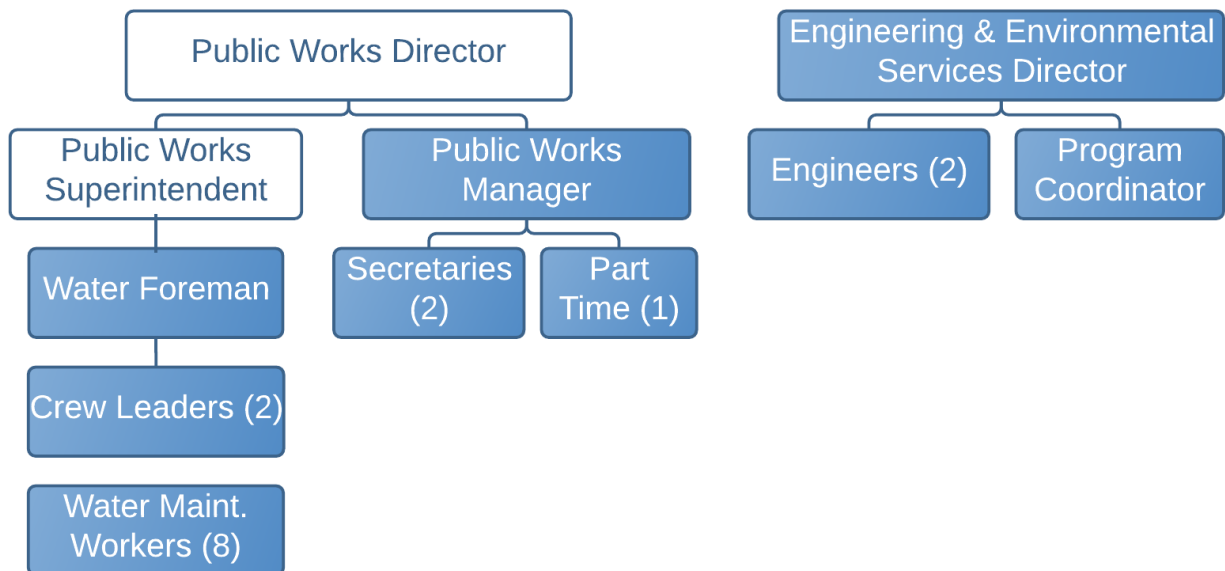 Public Works Director
Engineering & Environmental
Services Director
Public Works
Superintendent
Public Works
Manager
Engineers (2)
Program
Coordinator
Water Foreman
Secretaries
(2)
Part
Time (1)
Crew Leaders (2)
Water Maint.
Workers (8)